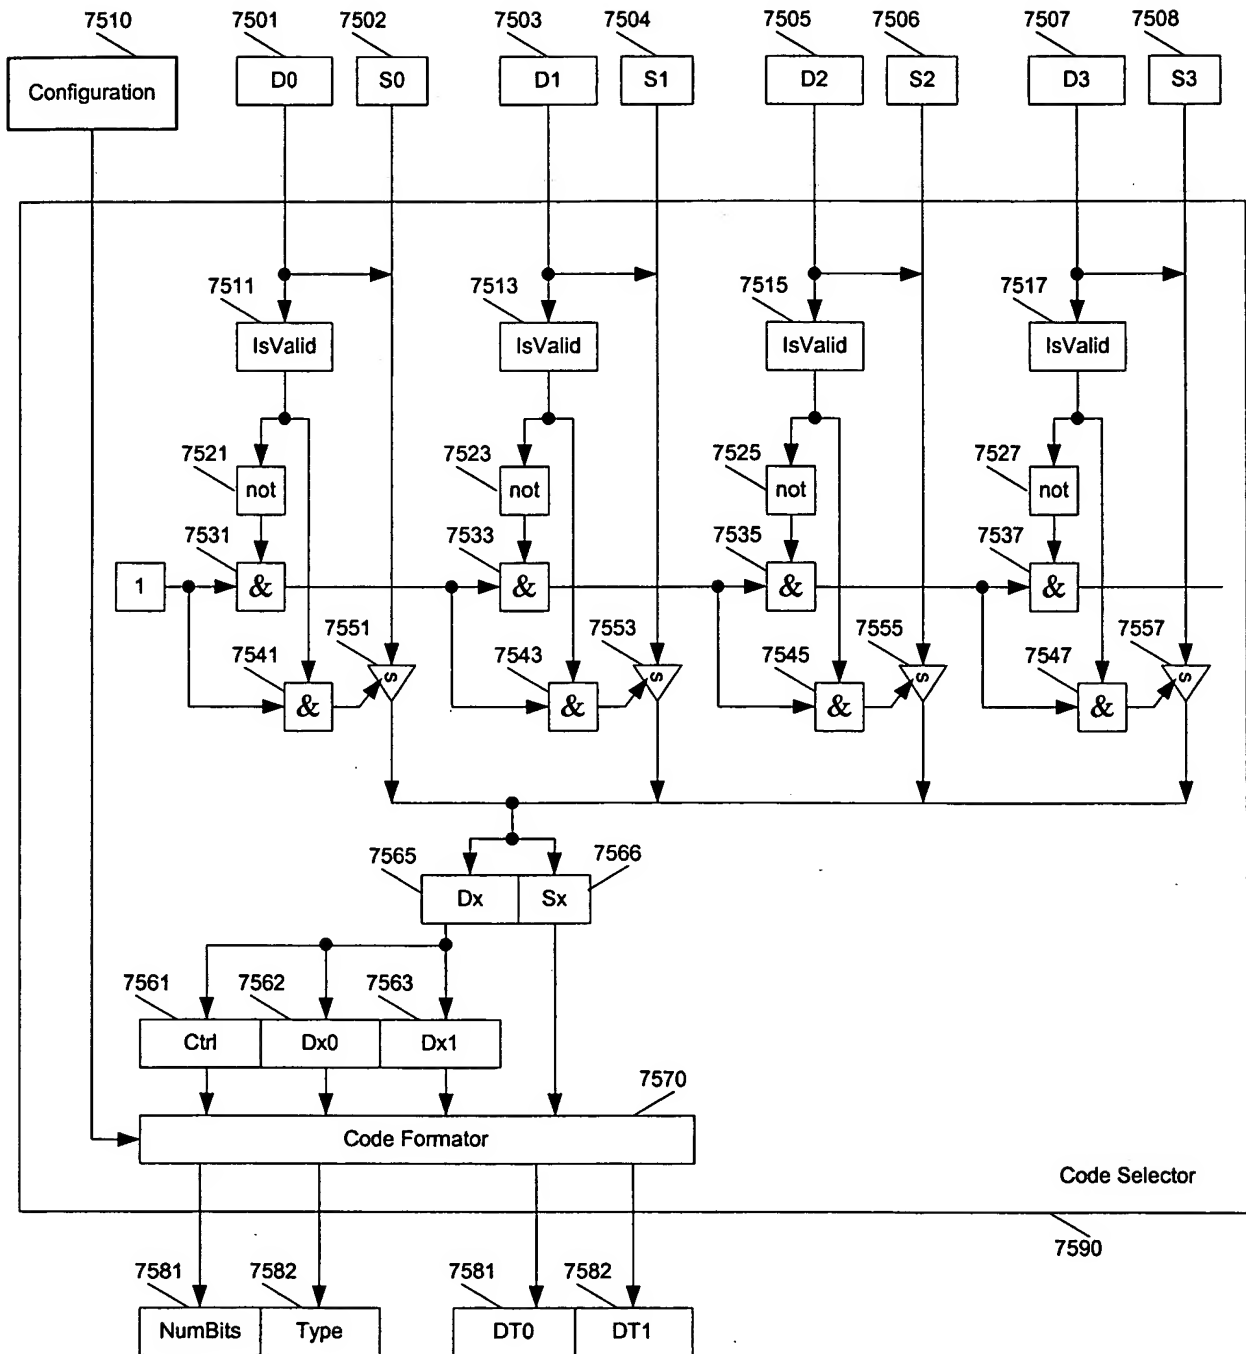 7510 7501 7502 7503 7504 7505 7506 7507 7508
Configuration D0 S0 D1 S1 D2 S2 D3 S3
7511 7513 7515 7517
IsValid IsValid IsValid IsValid
7521 7523 7525 7527
not not not not
7531 7533 7535 7537
1 & & & &
7541 7551 7543 7553 7545 7555 7547 7557
& s & s & s & s
7565 7566
Dx Sx
7561 7562 7563
Ctrl Dx0 Dx1
7570
Code Formator
Code Selector
7590
7581 7582 7581 7582
NumBits Type DT0 DT1